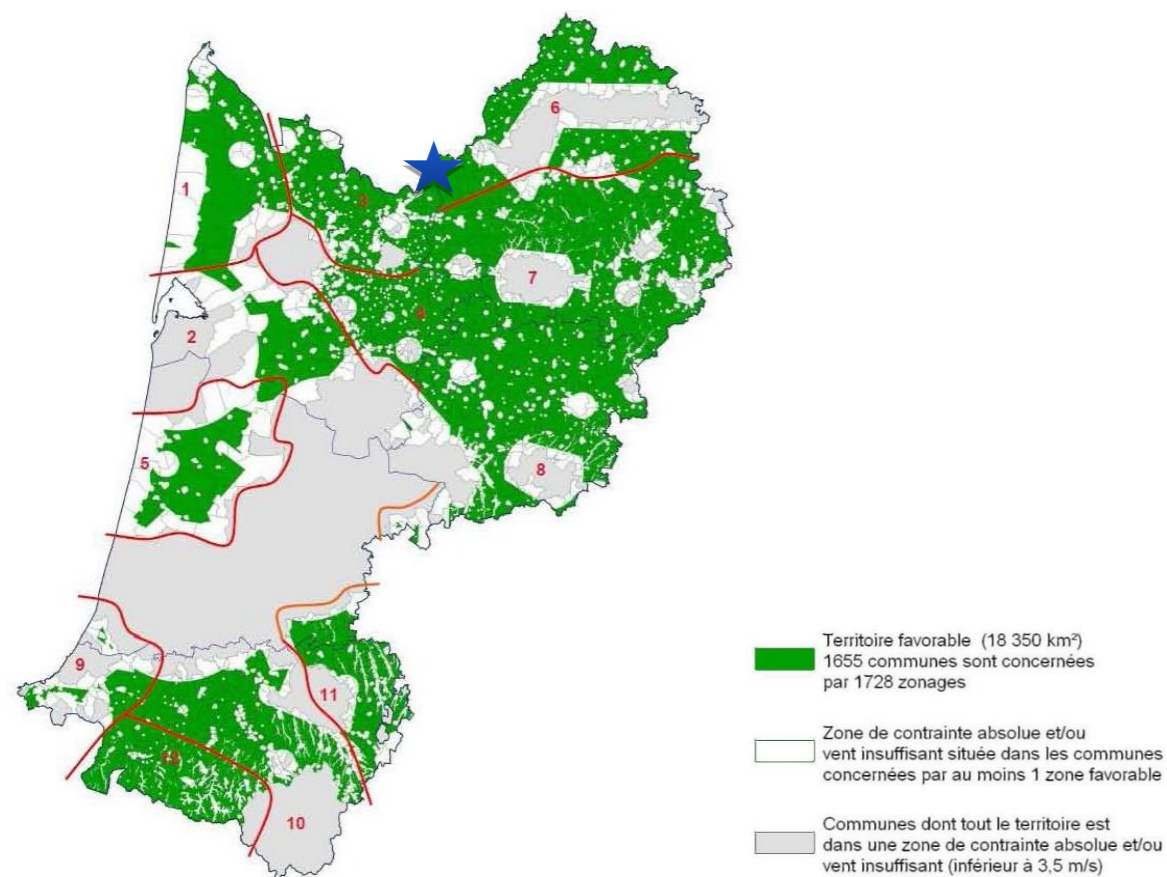 6
1
3
7
4
2
5
8
9
11
12
10
Territoire favorable (18 350 km²)
1655 communes sont concernées
par 1728 zonages
Zone de contrainte absolue et/ou
vent insuffisant située dans les communes
concernées par au moins 1 zone favorable
Communes dont tout le territoire est
dans une zone de contrainte absolue et/ou
vent insuffisant (inférieur à 3,5 m/s)